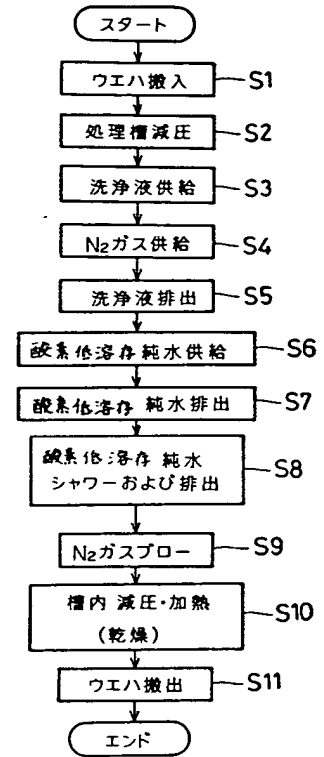 スタート
ウエハ搬入 S1
処理槽減圧 S2
洗浄液供給 S3
N2ガス供給 S4
洗浄液排出 S5
酸素低溶存純水供給 S6
酸素低溶存 純水排出 S7
酸素低溶存 純水
シャワーおよび排出 S8
N2ガスブロー S9
槽内 減圧・加熱
(乾燥) S10
ウエハ搬出 S11
エンド